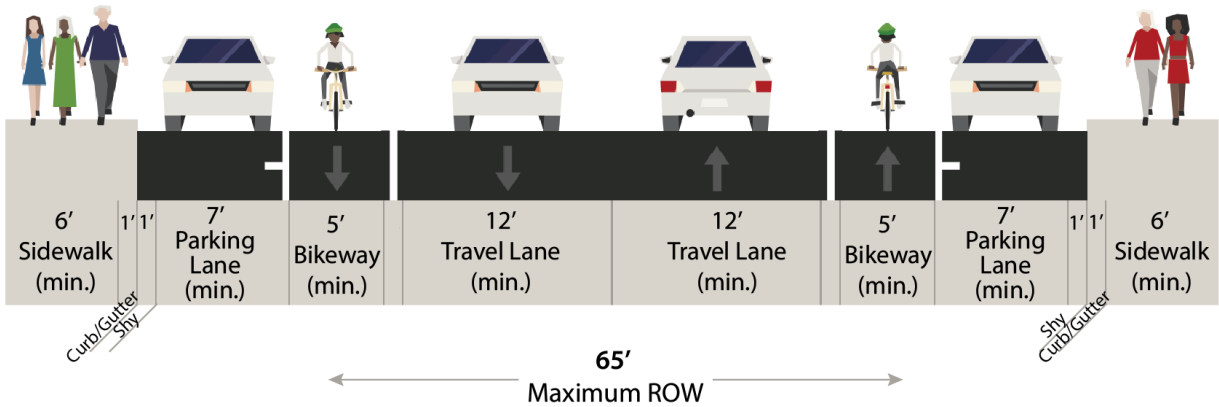 6’
Sidewalk
(min.)
1’
1’
7’
Parking
Lane
(min.)
5’
Bikeway
(min.)
12’
Travel Lane
(min.)
12’
Travel Lane
(min.)
5’
Bikeway
(min.)
7’
Parking
Lane
(min.)
1’
1’
6’
Sidewalk
(min.)
Curb/Gutter
Shy
Shy
Curb/Gutter
65’
Maximum ROW